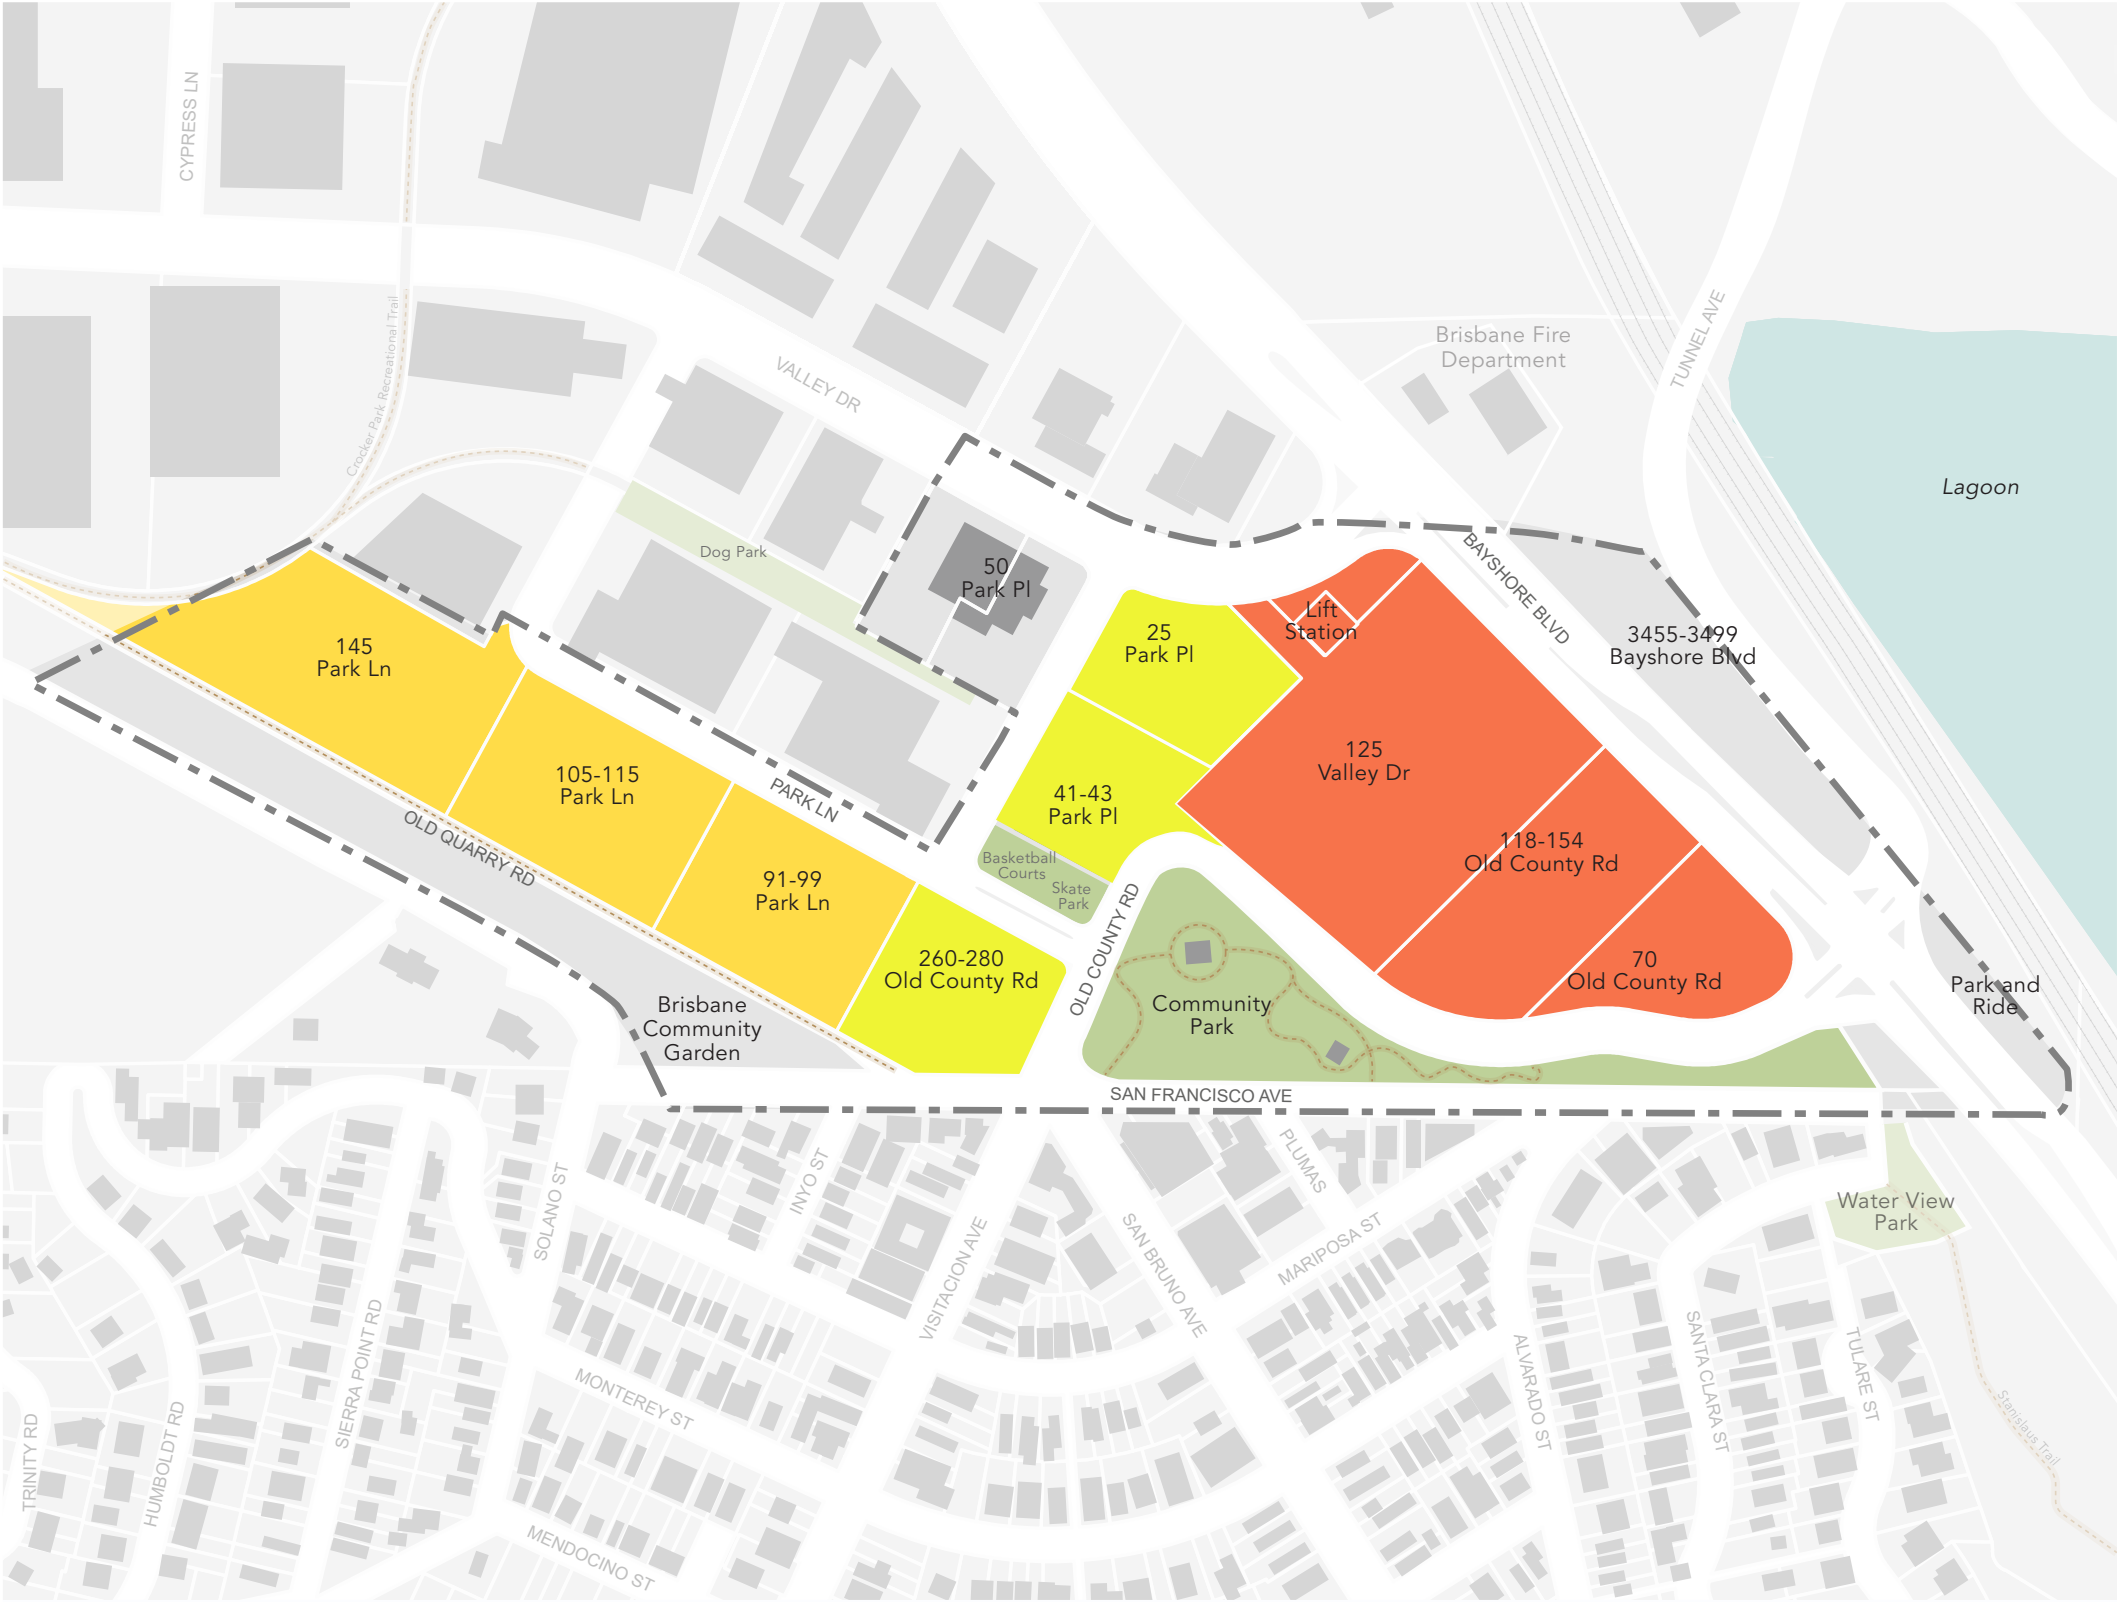 CYPRESS LN
Crocker Park Recreational Trail
VALLEY DR
Brisbane Fire
Department
TUNNEL AVE
Lagoon
Dog Park
50
Park Pl
BAYSHORE BLVD
Lift
Station
25
Park Pl
3455-3499
Bayshore Blvd
145
Park Ln
105-115
Park Ln
PARK LN
125
Valley Dr
41-43
Park Pl
OLD QUARRY RD
118-154
Old County Rd
Basketball
Courts
Skate
Park
91-99
Park Ln
OLD COUNTY RD
260-280
Old County Rd
70
Old County Rd
Park and
Ride
Brisbane
Community
Garden
Community
Park
SAN FRANCISCO AVE
SOLANO ST
INYO ST
PLUMAS
Water View
Park
VISITACION AVE
SAN BRUNO AVE
MARIPOSA ST
SIERRA POINT RD
ALVARADO ST
SANTA CLARA ST
TULARE ST
Stanislaus Trail
MONTEREY ST
TRINITY RD
HUMBOLDT RD
MENDOCINO ST